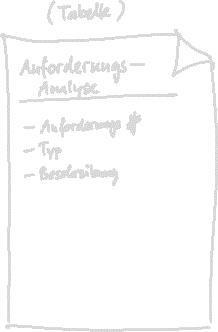 (Tabelle)
Anforderungs-
Analyse
- Anforderungs #
- Typ
- Beschreibung